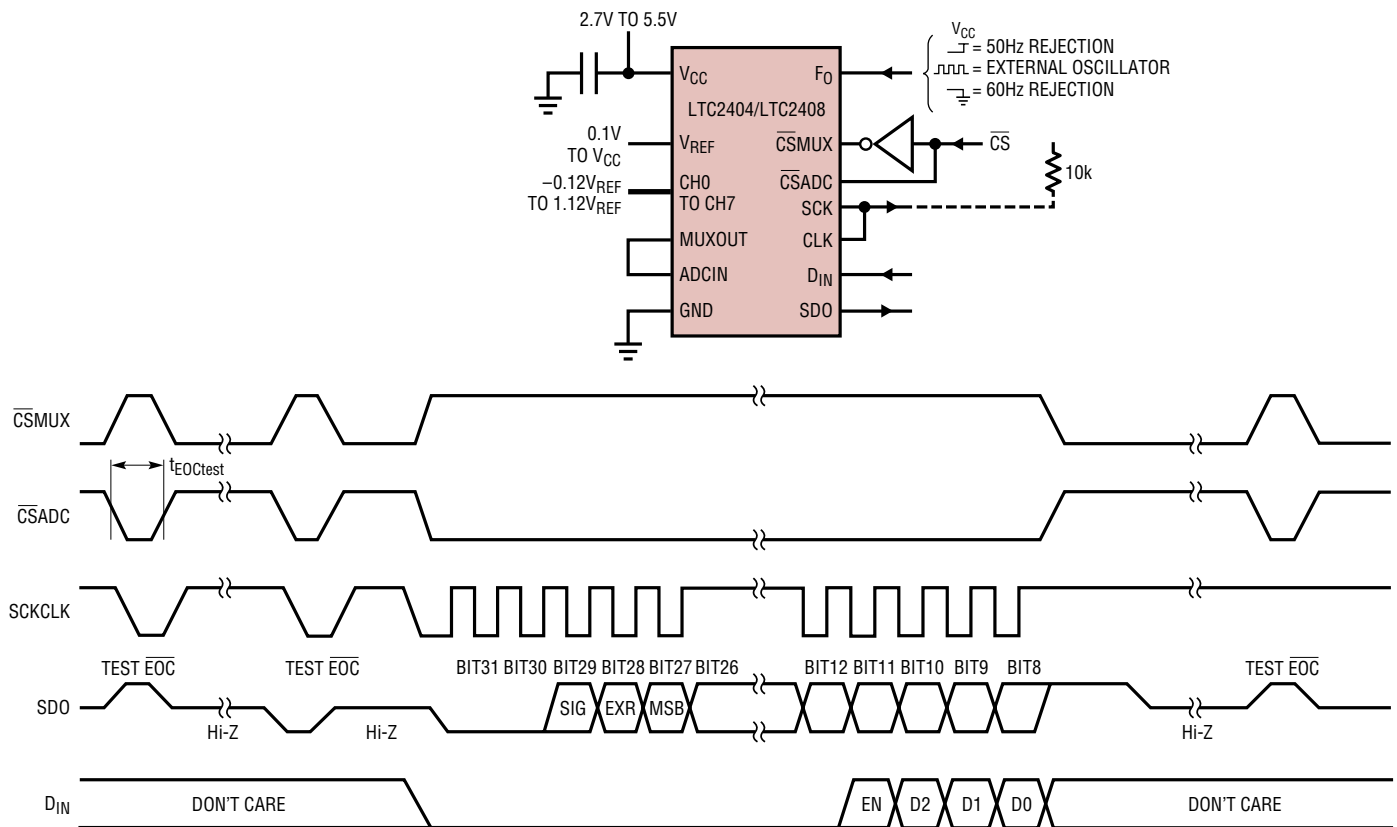 2.7V TO 5.5V
VCC
= 50Hz REJECTION
= EXTERNAL OSCILLATOR
= 60Hz REJECTION
VCC
FO
LTC2404/LTC2408
0.1V
TO VCC
VREF
CSMUX
CS
–0.12VREF
TO 1.12VREF
CH0
TO CH7
CSADC
10k
SCK
MUXOUT
CLK
ADCIN
DIN
GND
SDO
CSMUX
tEOCtest
CSADC
SCKCLK
TEST EOC
TEST EOC
BIT31 BIT30 BIT29 BIT28 BIT27 BIT26
BIT12 BIT11 BIT10 BIT9 BIT8
TEST EOC
SDO
SIG EXR MSB
Hi-Z
Hi-Z
Hi-Z
DIN
DON'T CARE
EN D2 D1 D0
DON'T CARE